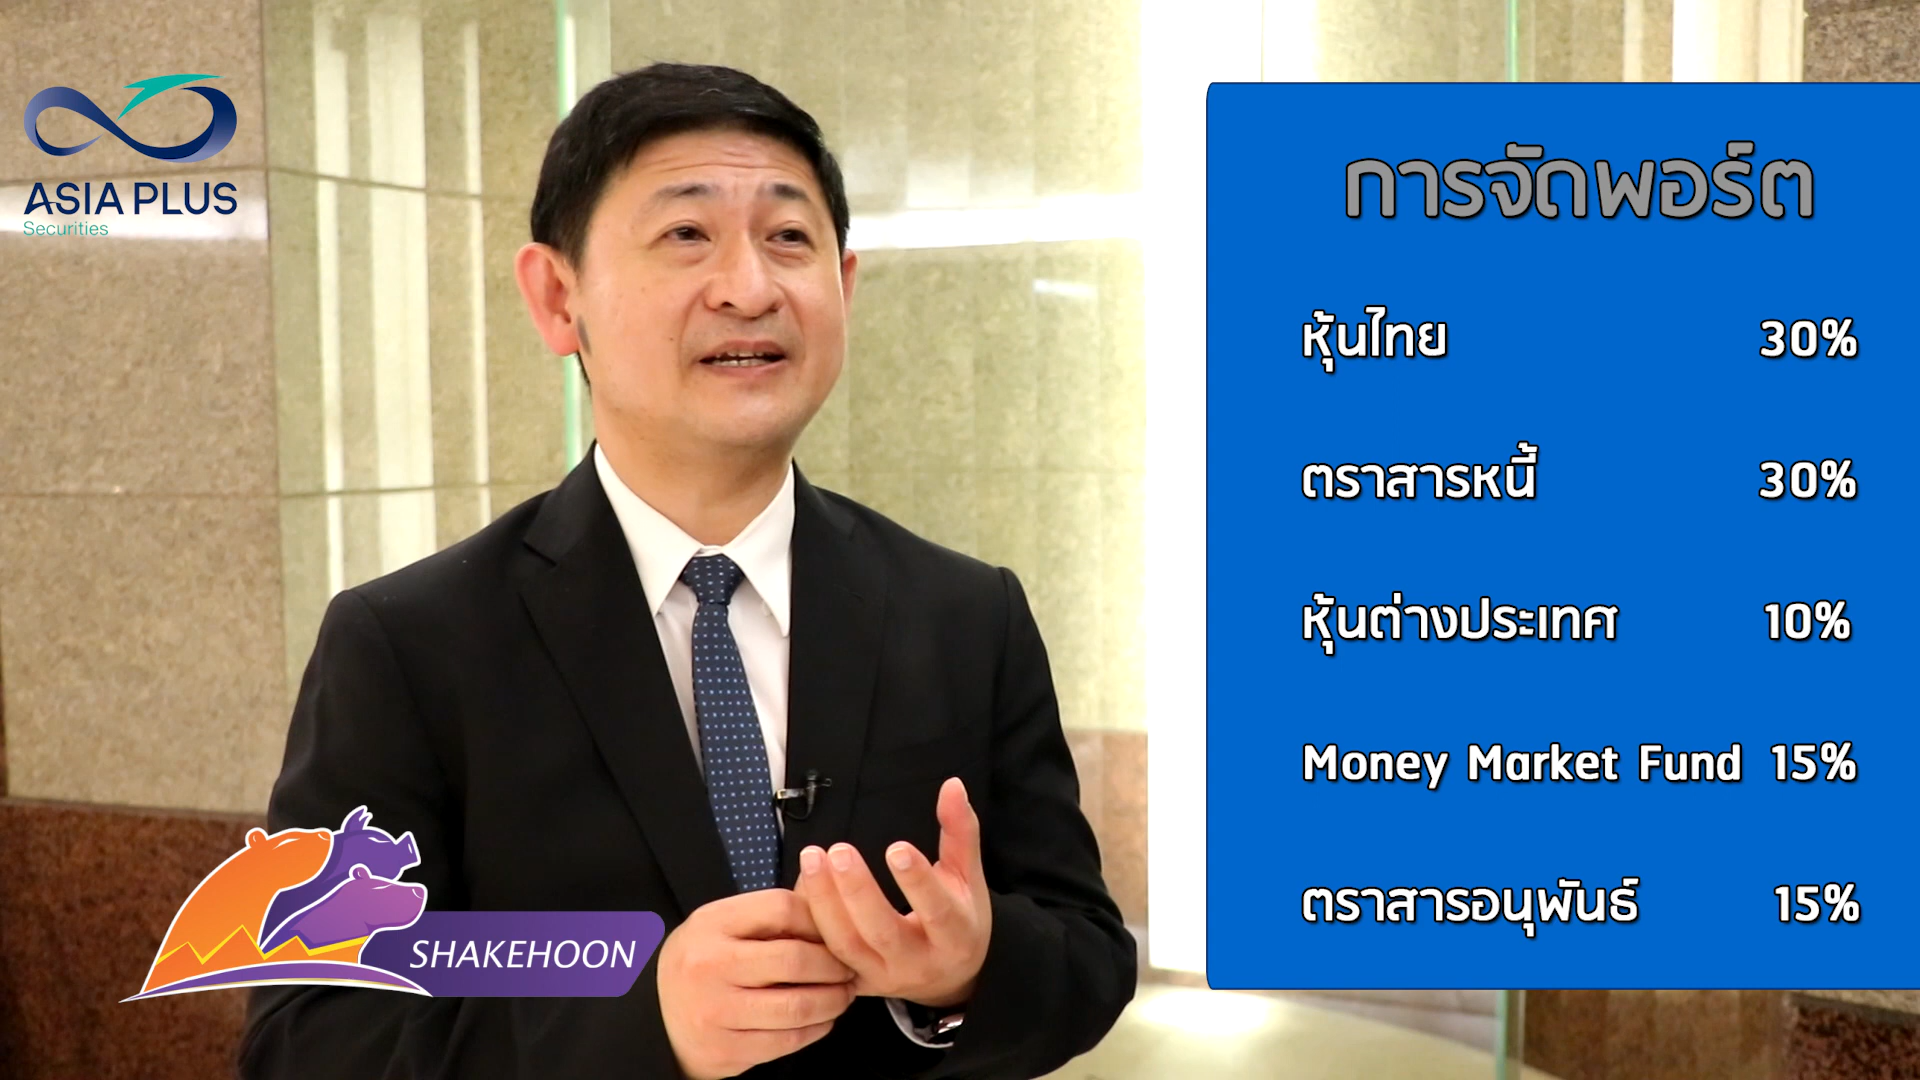 ASIA PLUS
Securities
การจัดพอร์ต
หุ้นไทย 30%
ตราสารหนี้ 30%
หุ้นต่างประเทศ 10%
Money Market Fund 15%
ตราสารอนุพันธ์ 15%
SHAKEHOON